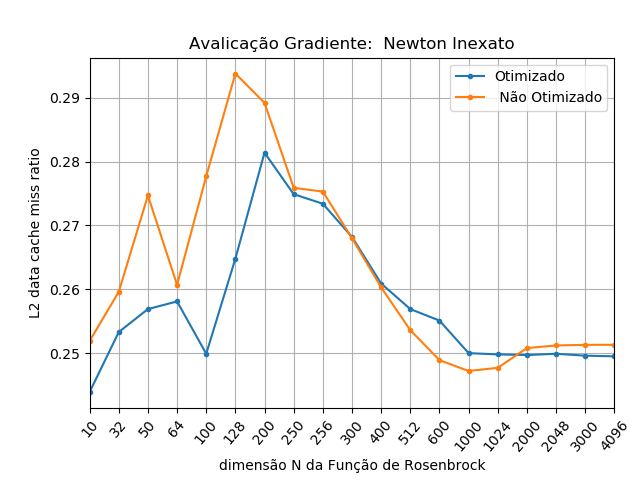 Avalicação Gradiente:  Newton Inexato
Otimizado
Não Otimizado
L2 data cache miss ratio
0.29
0.28
0.27
0.26
0.25
10 32 50 64 100 128 200 250 256 300 400 512 600 1000 1024 2000 2048 3000 4096
dimensão N da Função de Rosenbrock